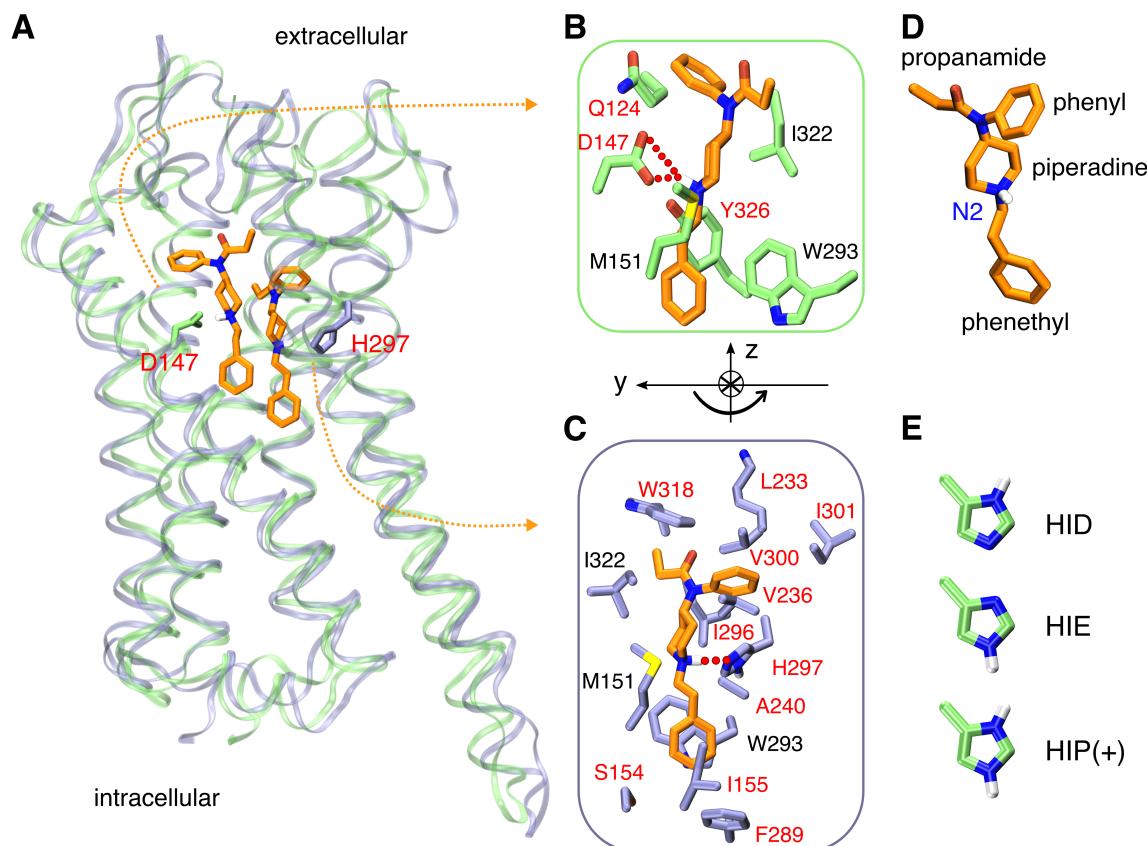 A
extracellular
D147
H297
intracellular
B
Q124
D147
I322
Y326
M151
W293
z
y
C
W318
L233
I301
I322
V300
V236
I296
H297
M151
A240
W293
S154
I155
F289
D
propanamide
phenyl
piperadine
N2
phenethyl
E
HID
HIE
HIP(+)